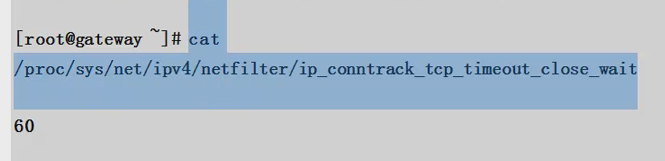 [root@gateway ~]# cat
/proc/sys/net/ipv4/netfilter/ip_conntrack_tcp_timeout_close_wait
60